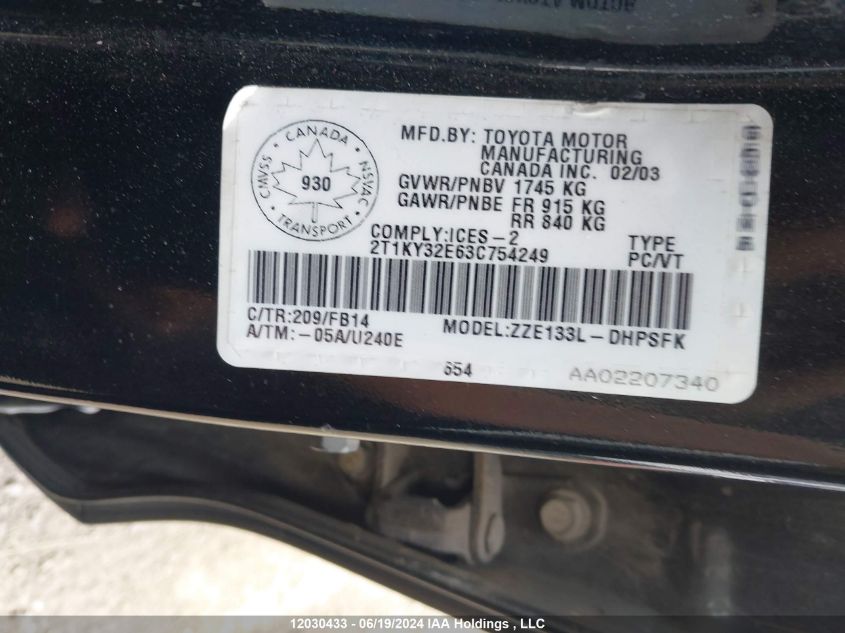 CANADA
CMVSS
NSVAC
930
TRANSPORT
MFD.BY: TOYOTA MOTOR
MANUFACTURING
CANADA INC. 02/03
GVWR/PNBV 1745 KG
GAWR/PNBE FR 915 KG
RR 840 KG
COMPLY:ICES-2
2T1KY32E63C754249
TYPE
PC/VT
C/TR:209/FB14
A/TM:-05A/U240E
MODEL:ZZE133L-DHPSFK
654
AA02207340
12030433 - 06/19/2024 IAA Holdings , LLC